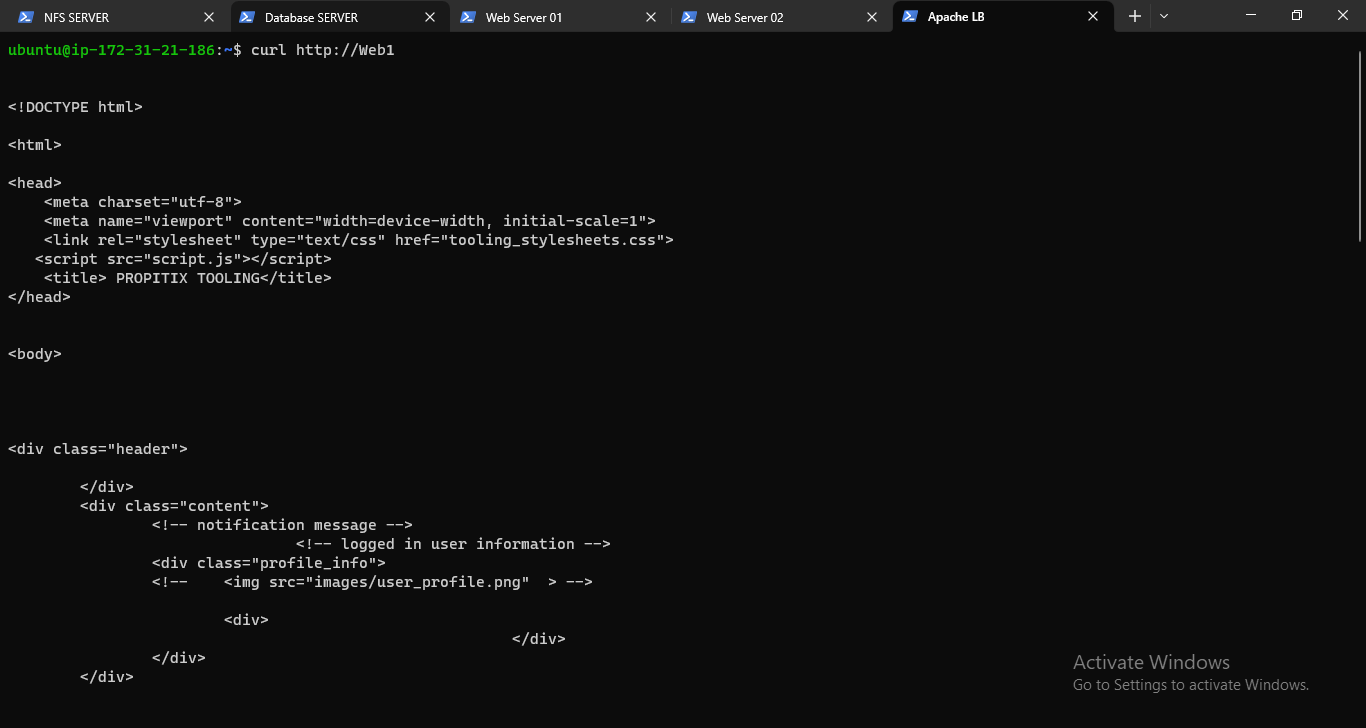 NFS SERVER
Database SERVER
Web Server 01
Web Server 02
Apache LB
ubuntu@ip-172-31-21-186:~$ curl http://Web1
<!DOCTYPE html>
<html>
<head>
    <meta charset="utf-8">
    <meta name="viewport" content="width=device-width, initial-scale=1">
    <link rel="stylesheet" type="text/css" href="tooling_stylesheets.css">
   <script src="script.js"></script>
    <title> PROPITIX TOOLING</title>
</head>
<body>
<div class="header">
        </div>
        <div class="content">
                <!-- notification message -->
                                <!-- logged in user information -->
                <div class="profile_info">
                <!--    <img src="images/user_profile.png"  > -->
                        <div>
                                                        </div>
                </div>
        </div>
Activate Windows
Go to Settings to activate Windows.